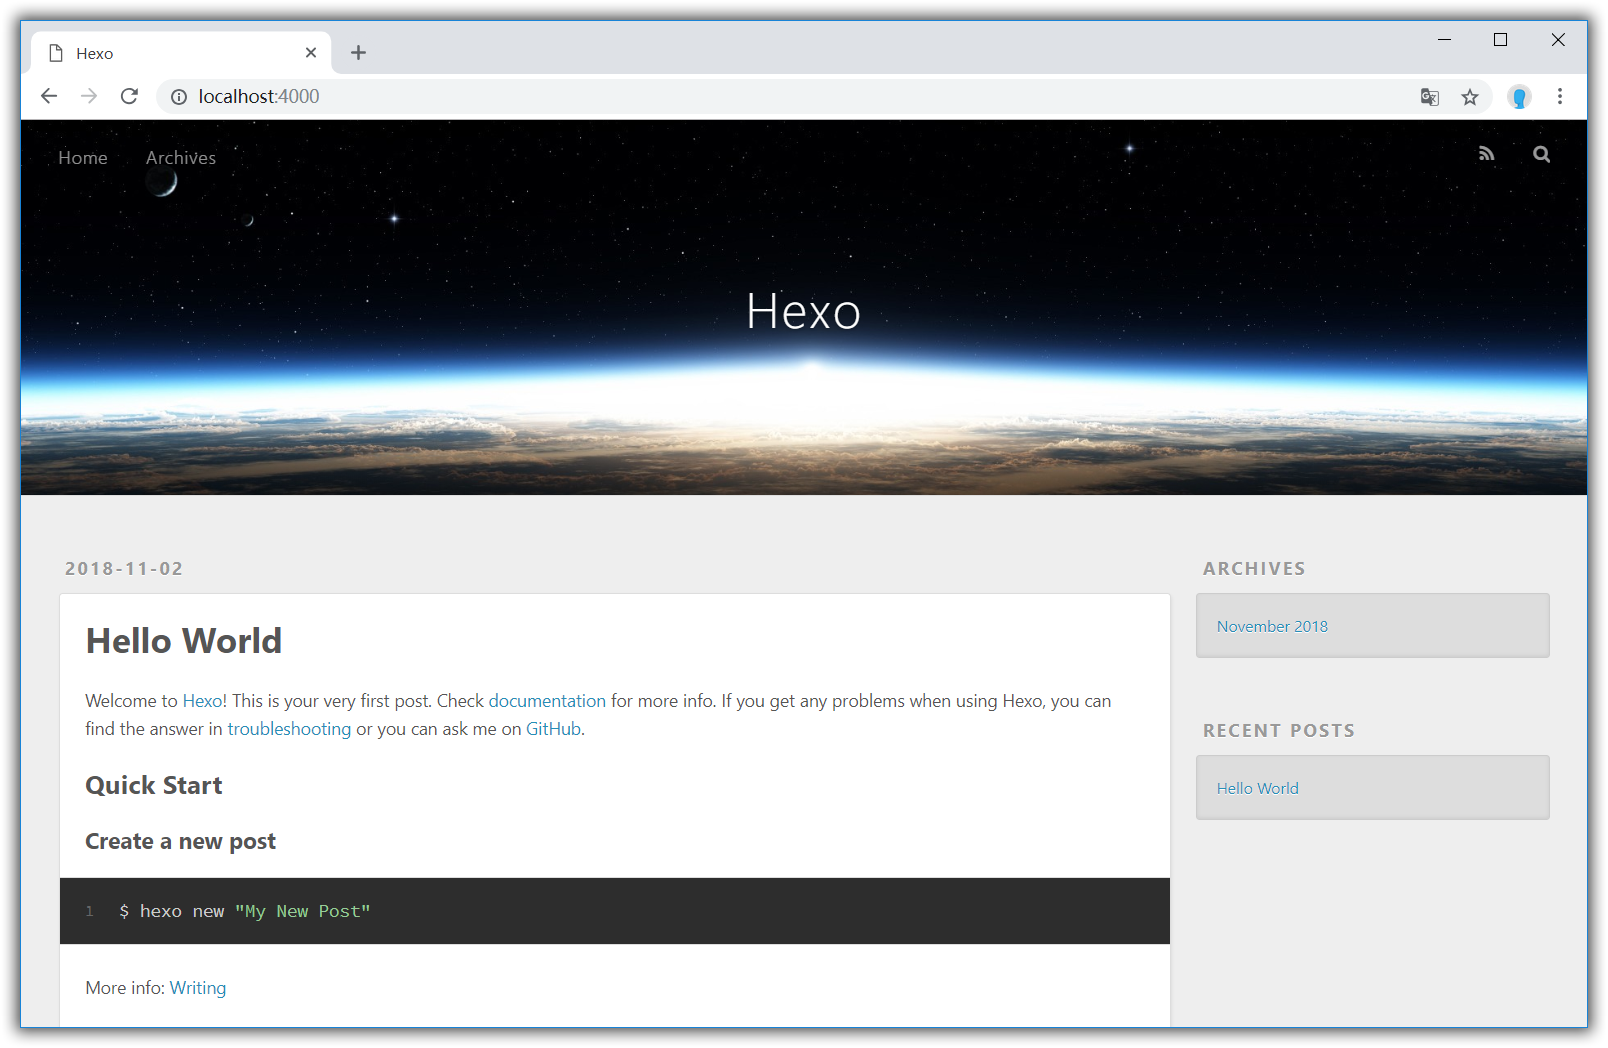 Hexo
localhost:4000
Home Archives
Hexo
2018-11-02
Hello World
Welcome to Hexo! This is your very first post. Check documentation for more info. If you get any problems when using Hexo, you can
find the answer in troubleshooting or you can ask me on GitHub.
Quick Start
Create a new post
1 $ hexo new "My New Post"
More info: Writing
ARCHIVES
November 2018
RECENT POSTS
Hello World